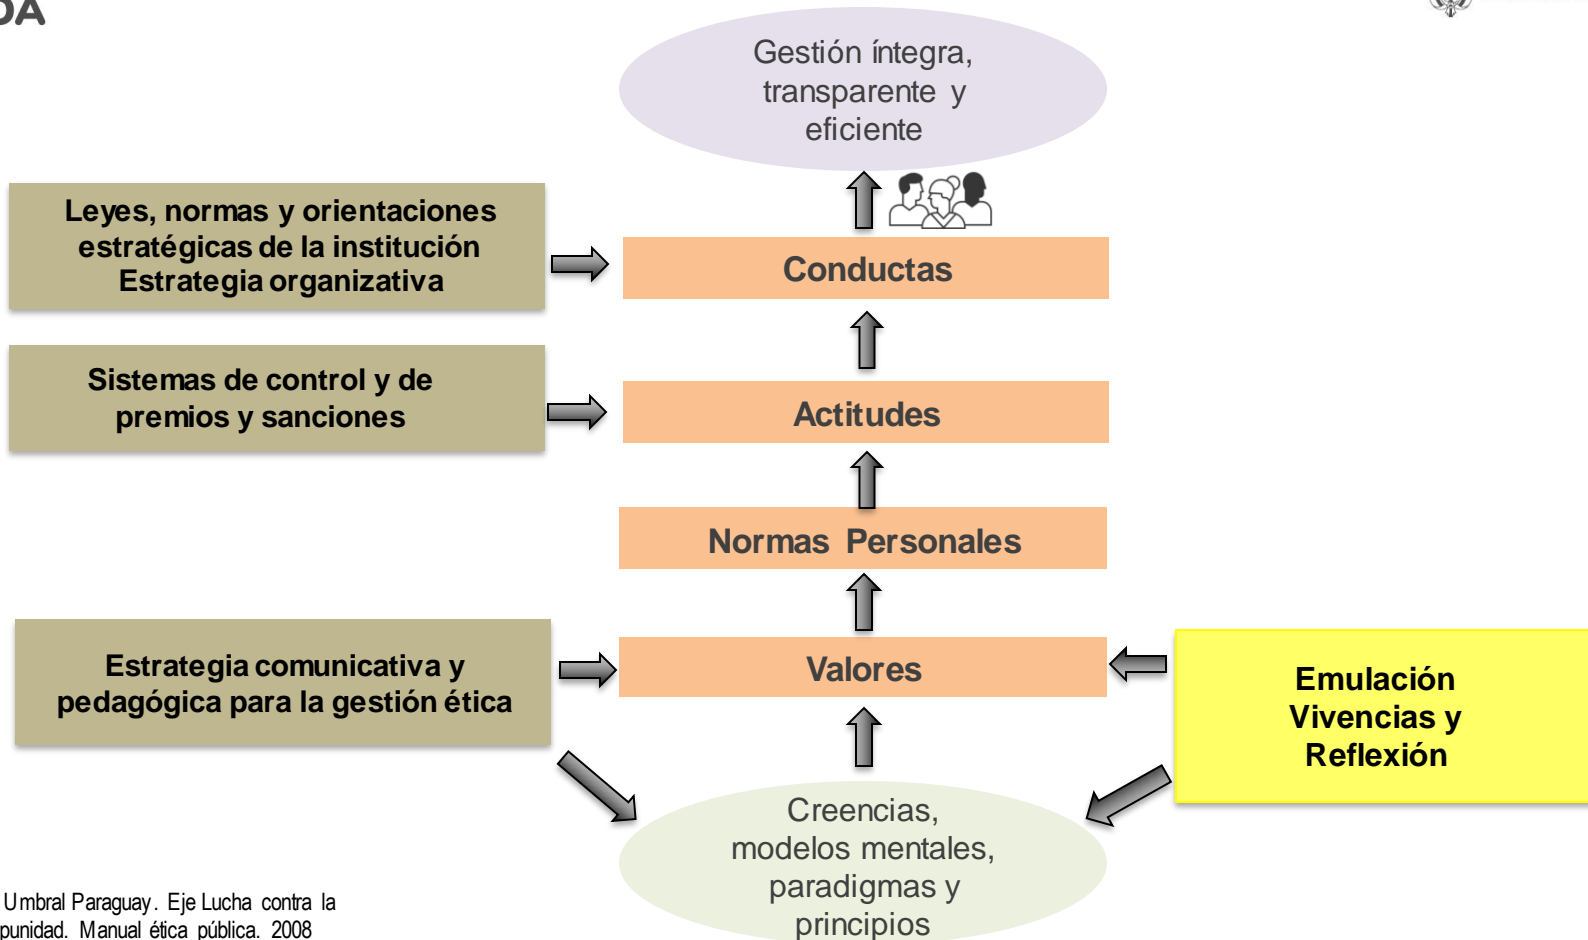 Gestión íntegra,
transparente y
eficiente
Leyes, normas y orientaciones
estratégicas de la institución
Estrategia organizativa
Conductas
Sistemas de control y de
premios y sanciones
Actitudes
Normas Personales
Estrategia comunicativa y
pedagógica para la gestión ética
Valores
Emulación
Vivencias y
Reflexión
Creencias,
modelos mentales,
paradigmas y
principios
Umbral Paraguay. Eje Lucha contra la
punidad. Manual ética pública. 2008